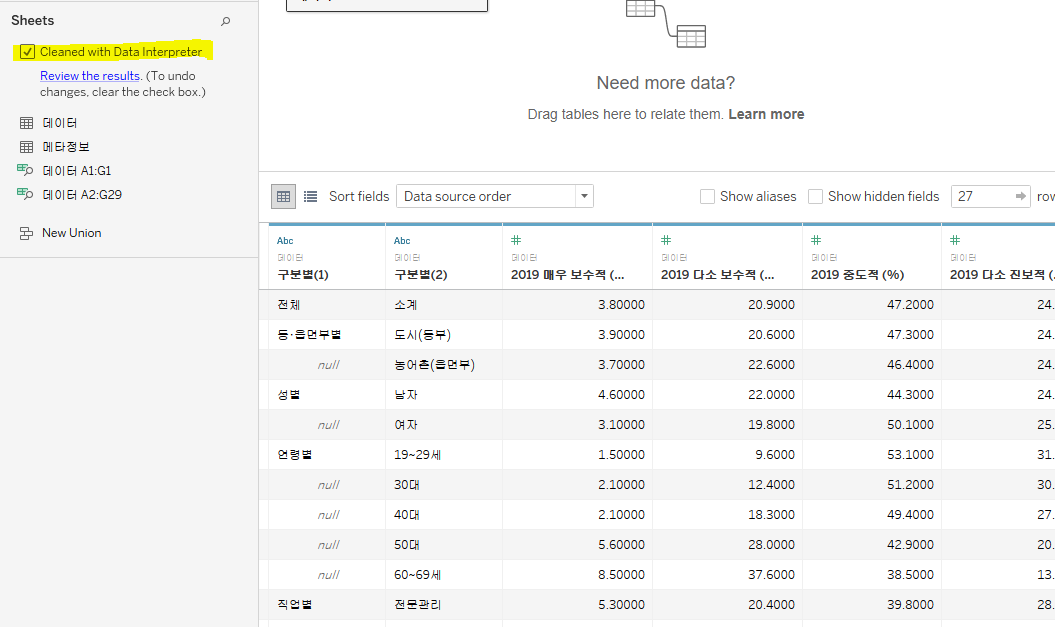 Sheets
Cleaned with Data Interpreter
Review the results. (To undo
changes, clear the check box.)
데이터
메타정보
데이터 A1:G1
데이터 A2:G29
New Union
Need more data?
Drag tables here to relate them. Learn more
Sort fields Data source order Show aliases Show hidden fields 27 row
Abc Abc # # # #
데이터 데이터 데이터 데이터 데이터 데이터
구분별(1) 구분별(2) 2019 매우 보수적 (... 2019 다소 보수적 (... 2019 중도적 (%) 2019 다소 진보적 (.
전체 소계 3.80000 20.9000 47.2000 24.
동·읍면부별 도시(동부) 3.90000 20.6000 47.3000 24.
null 농어촌(읍면부) 3.70000 22.6000 46.4000 24.
성별 남자 4.60000 22.0000 44.3000 24.
null 여자 3.10000 19.8000 50.1000 25.
연령별 19~29세 1.50000 9.6000 53.1000 31.
null 30대 2.10000 12.4000 51.2000 30.
null 40대 2.10000 18.3000 49.4000 27.
null 50대 5.60000 28.0000 42.9000 20.
null 60~69세 8.50000 37.6000 38.5000 13.
직업별 전문관리 5.30000 20.4000 39.8000 28.